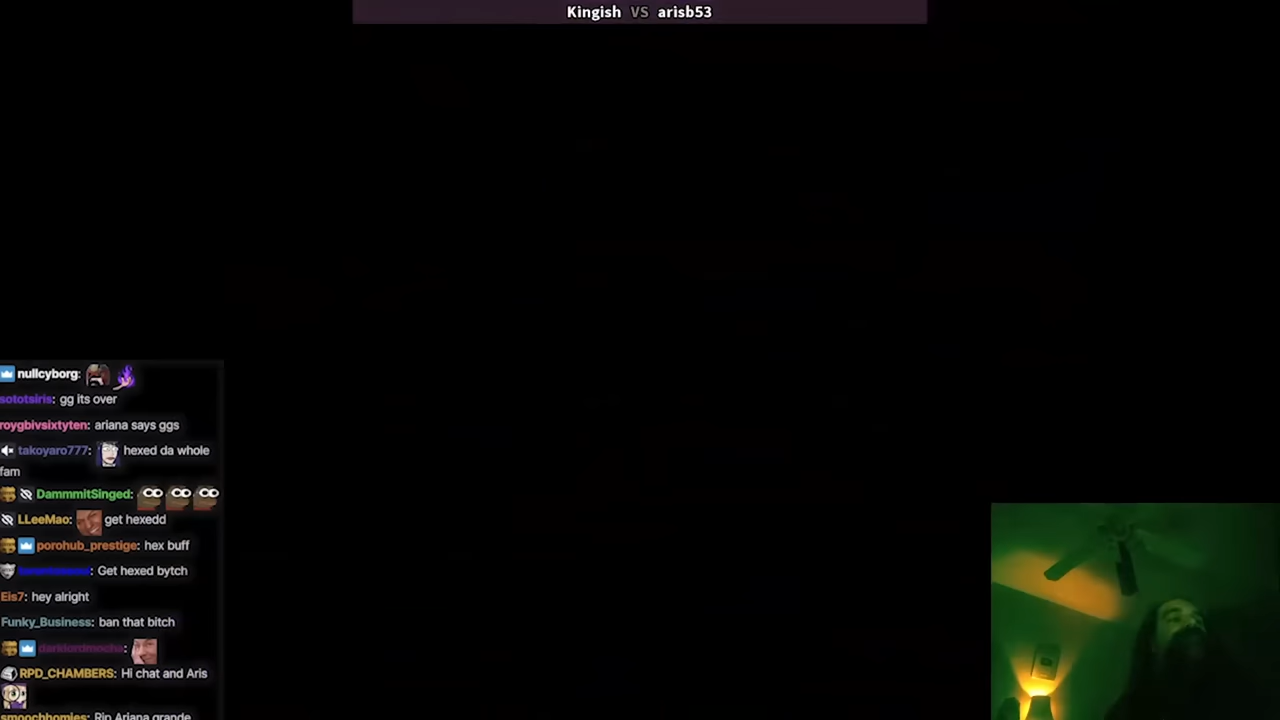 Kingish VS arisb53
nullcyborg:
sototsiris: gg its over
roygbivsixtyten: ariana says ggs
takoyaro777: hexed da whole
fam
DammmitSinged:
LLeeMao: get hexedd
porohub_prestige: hex buff
: Get hexed bytch
Eis7: hey alright
Funky_Business: ban that bitch
darklordmocha:
RPD_CHAMBERS: Hi chat and Aris
smoochhomies: Rip Ariana grande